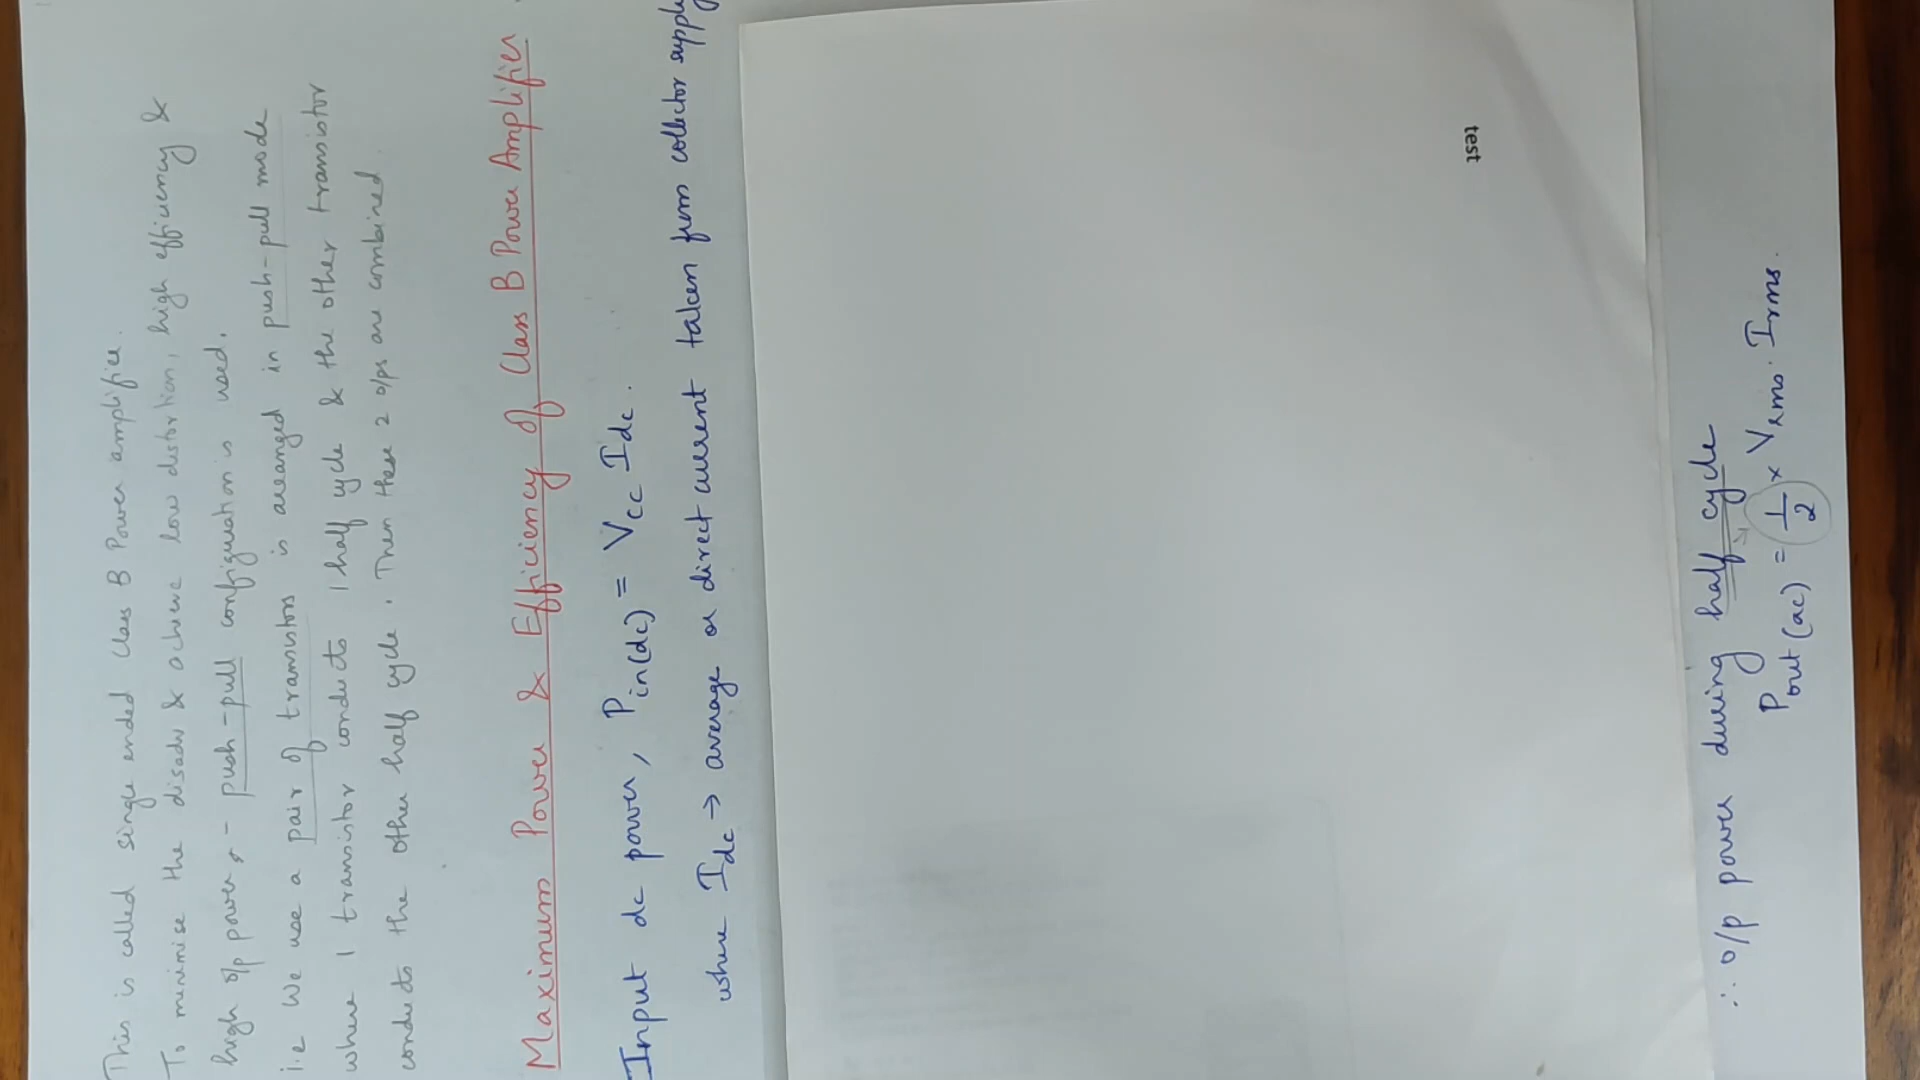 This is called single ended class B Power amplifier.
To minimise the disadv & achieve low distortion, high efficiency &
high o/p power, - push-pull configuration is used.
i.e We use a pair of transistors is arranged in push-pull mode
where 1 transistor conducts 1 half cycle & the other transistor
conducts the other half cycle. Then these 2 o/ps are combined
Maximum Power & Efficiency of Class B Power Amplifier
Input dc power, Pin(dc) = Vcc Idc.
where Idc → average or direct current taken from collector supply
test
∴ o/p power during half cycle
Pout(ac) = 1/2 × Vrms. Irms.